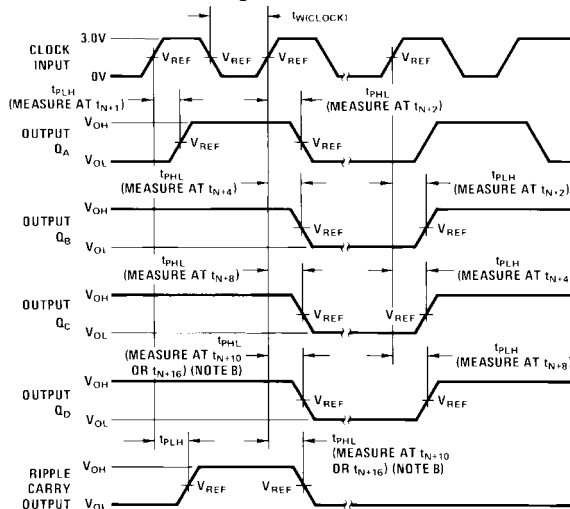 tW(CLOCK)
3.0V
CLOCK
INPUT
VREF
VREF
VREF
VREF
0V
tPLH
(MEASURE AT tN+1)
tPHL
(MEASURE AT tN+2)
VOH
OUTPUT
QA
VREF
VREF
VOL
tPHL
(MEASURE AT tN+4)
tPLH
(MEASURE AT tN+2)
VOH
OUTPUT
QB
VREF
VREF
VOL
tPHL
(MEASURE AT tN+8)
tPLH
(MEASURE AT tN+4
VOH
OUTPUT
QC
VREF
VREF
VOL
tPHL
(MEASURE AT tN+10
OR tN+16) (NOTE B)
tPLH
(MEASURE AT tN+8)
VOH
OUTPUT
QD
VREF
VREF
VOL
tPLH
tPHL
(MEASURE AT tN+10
OR tN+16) (NOTE B)
VOH
RIPPLE
CARRY
OUTPUT
VREF
VREF
VOL